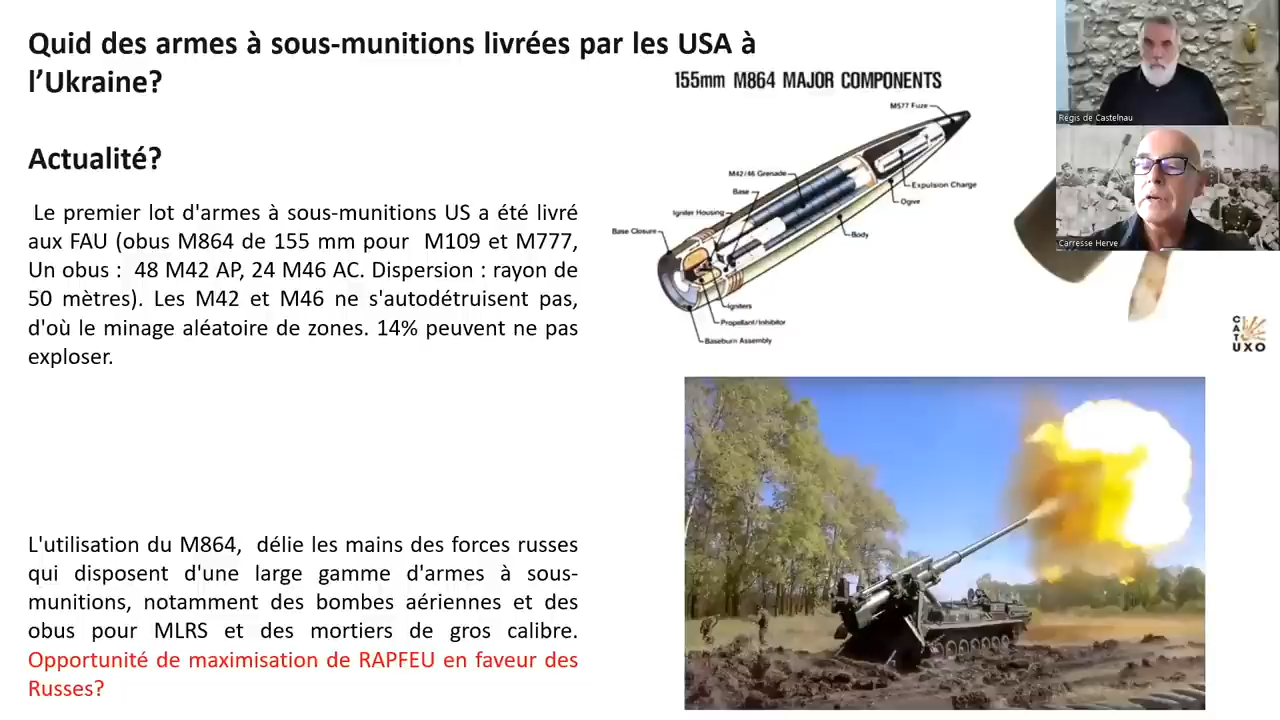 Quid des armes à sous-munitions livrées par les USA à
l’Ukraine?
Actualité?
Le premier lot d'armes à sous-munitions US a été livré
aux FAU (obus M864 de 155 mm pour M109 et M777,
Un obus : 48 M42 AP, 24 M46 AC. Dispersion : rayon de
50 mètres). Les M42 et M46 ne s'autodétruisent pas,
d'où le minage aléatoire de zones. 14% peuvent ne pas
exploser.
L'utilisation du M864, délie les mains des forces russes
qui disposent d'une large gamme d'armes à sous-
munitions, notamment des bombes aériennes et des
obus pour MLRS et des mortiers de gros calibre.
Opportunité de maximisation de RAPFEU en faveur des
Russes?
155mm M864 MAJOR COMPONENTS
M577 Fuze
M42/46 Grenade
Base
Expulsion Charge
Ogive
Igniter Housing
Base Closure
Body
Igniters
Propellant/Inhibitor
Baseburn Assembly
Régis de Castelnau
Carresse Herve
CAT
UXO